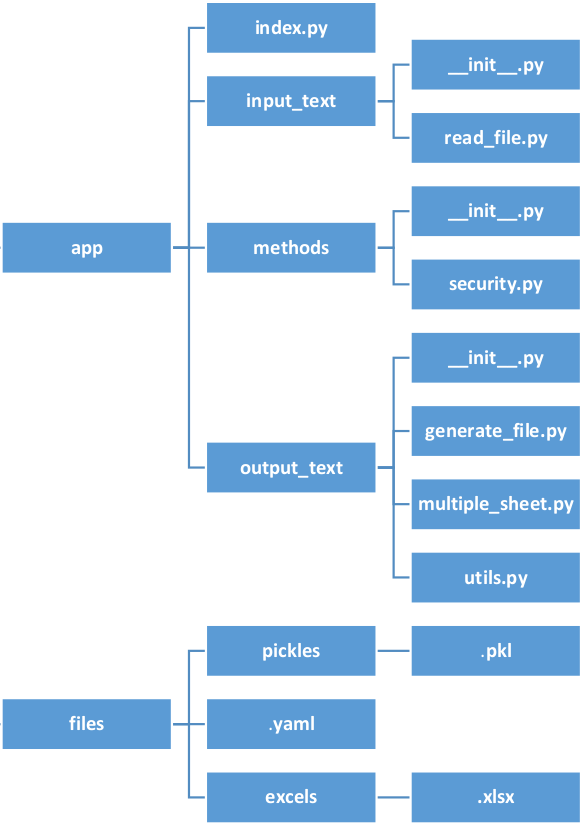 app
index.py
input_text
__init__.py
read_file.py
methods
__init__.py
security.py
output_text
__init__.py
generate_file.py
multiple_sheet.py
utils.py
files
pickles
.pkl
.yaml
excels
.xlsx